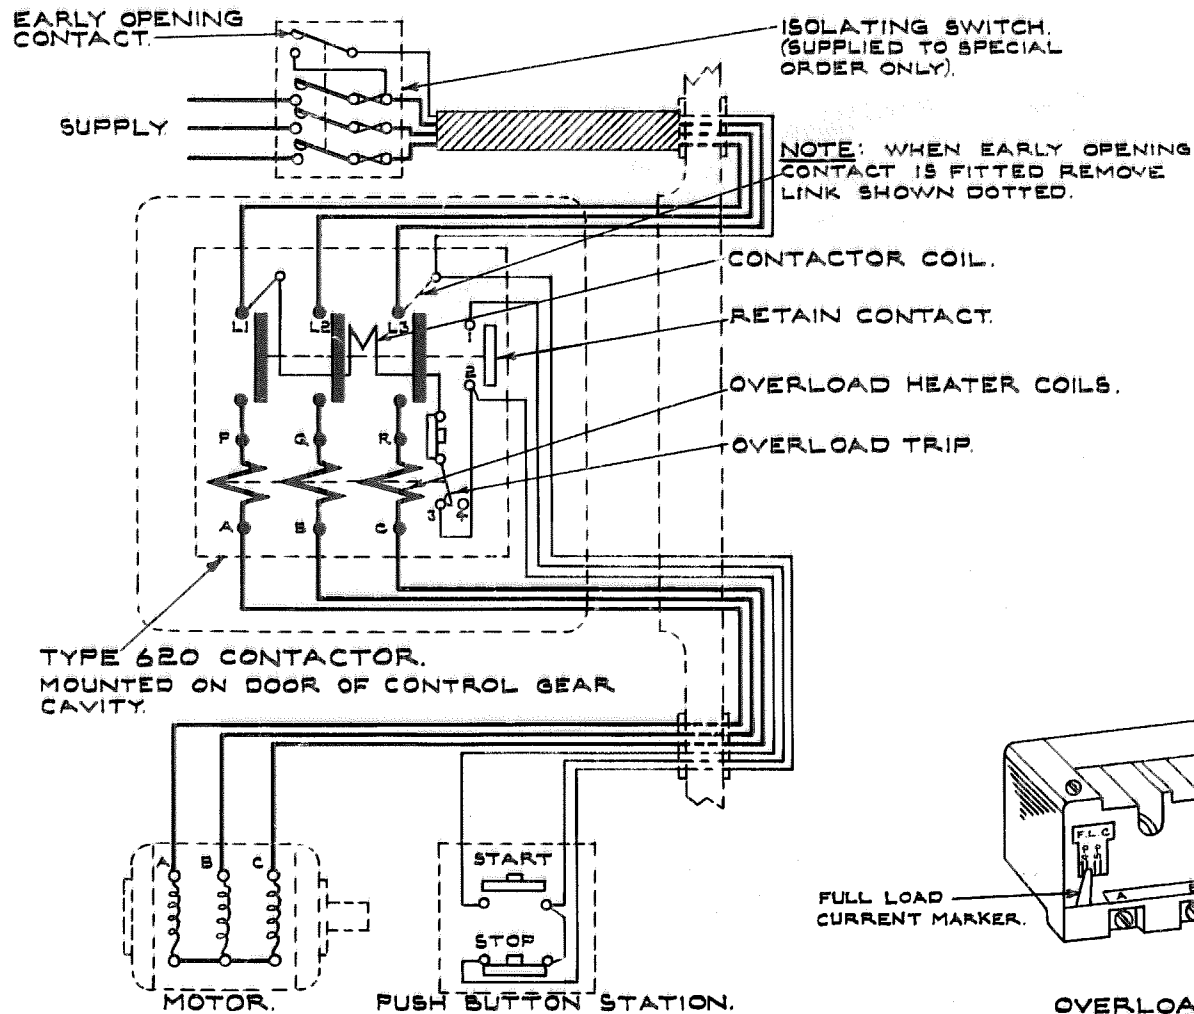 EARLY OPENING
CONTACT.
ISOLATING SWITCH.
(SUPPLIED TO SPECIAL
ORDER ONLY).
SUPPLY
NOTE: WHEN EARLY OPENING
CONTACT IS FITTED REMOVE
LINK SHOWN DOTTED.
CONTACTOR COIL.
L1
L2
L3
1
RETAIN CONTACT.
2
OVERLOAD HEATER COILS.
P
Q
R
OVERLOAD TRIP.
3
4
A
B
C
TYPE 620 CONTACTOR.
MOUNTED ON DOOR OF CONTROL GEAR
CAVITY.
A
B
C
START
STOP
MOTOR.
PUSH BUTTON STATION.
F.L.C
FULL LOAD
CURRENT MARKER.
A
OVERLOA